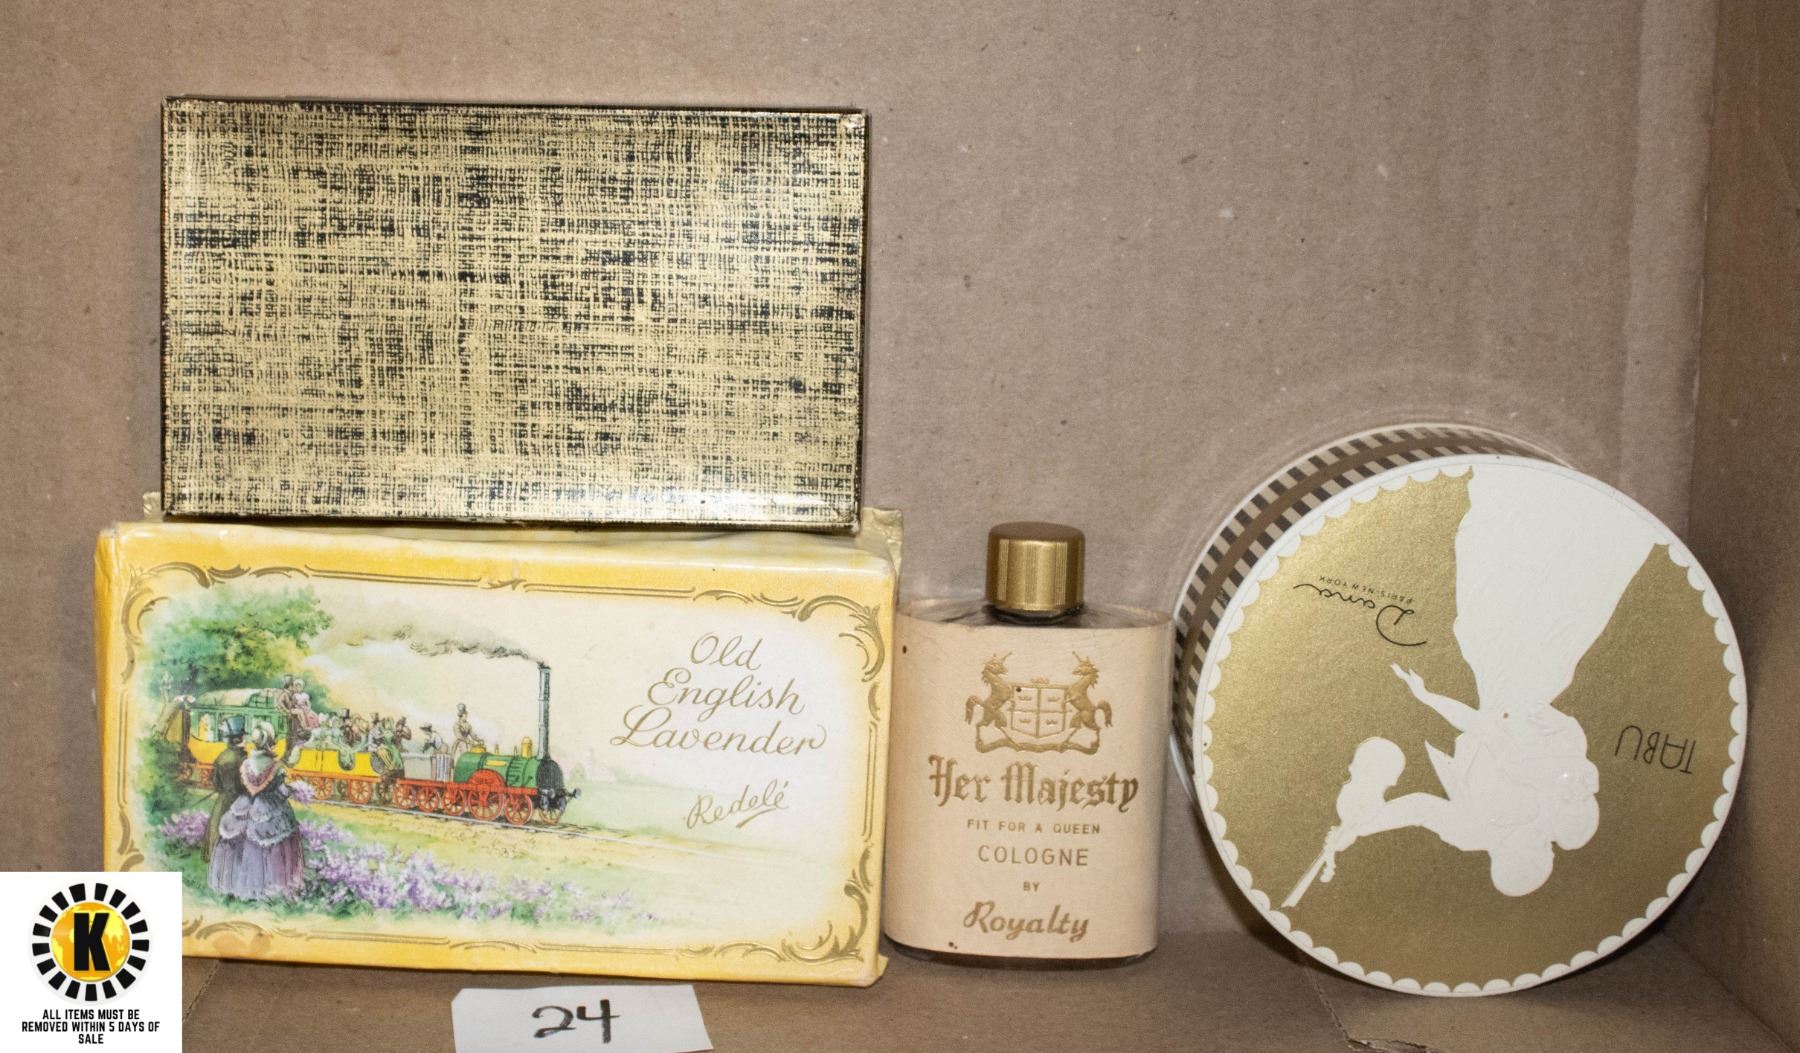 Old
English
Lavender
Redelé
Her Majesty
FIT FOR A QUEEN
COLOGNE
BY
Royalty
Dana
PARIS·NEW YORK
TABU
24
K
ALL ITEMS MUST BE
REMOVED WITHIN 5 DAYS OF
SALE